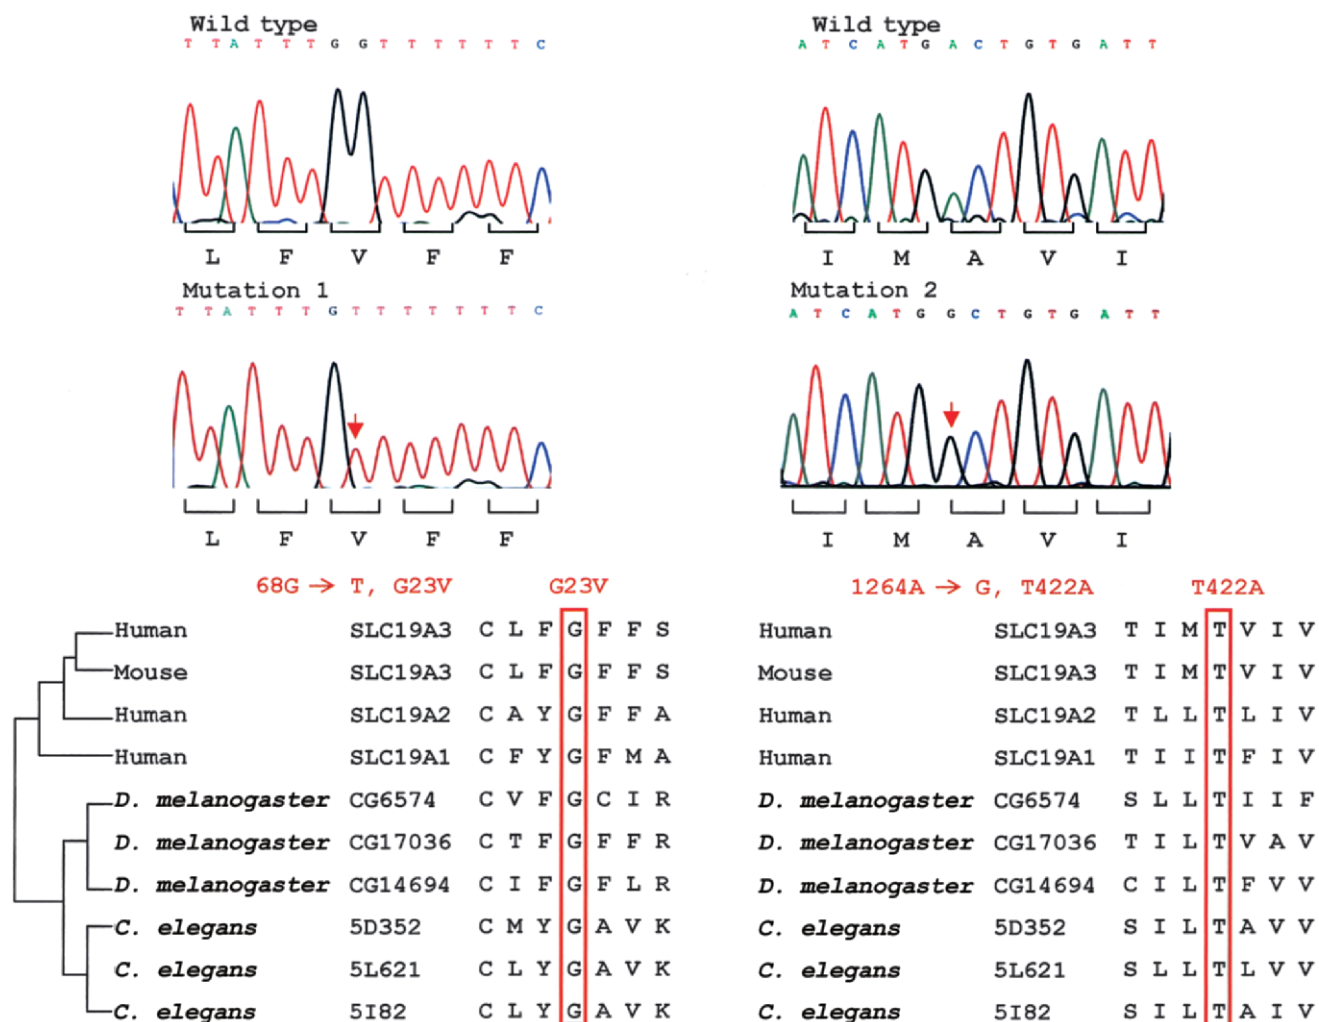 Wild type
T T A T T T G G T T T T T T C
L F V F F
Mutation 1
T T A T T T G T T T T T T T C
L F V F F
Wild type
A T C A T G A C T G T G A T T
I M A V I
Mutation 2
A T C A T G G C T G T G A T T
I M A V I
68G → T, G23V G23V
Human SLC19A3 C L F G F F S
Mouse SLC19A3 C L F G F F S
Human SLC19A2 C A Y G F F A
Human SLC19A1 C F Y G F M A
D. melanogaster CG6574 C V F G C I R
D. melanogaster CG17036 C T F G F F R
D. melanogaster CG14694 C I F G F L R
C. elegans 5D352 C M Y G A V K
C. elegans 5L621 C L Y G A V K
C. elegans 5I82 C L Y G A V K
1264A → G, T422A T422A
Human SLC19A3 T I M T V I V
Mouse SLC19A3 T I M T V I V
Human SLC19A2 T L L T L I V
Human SLC19A1 T I I T F I V
D. melanogaster CG6574 S L L T I I F
D. melanogaster CG17036 T I L T V A V
D. melanogaster CG14694 C I L T F V V
C. elegans 5D352 S I L T A V V
C. elegans 5L621 S L L T L V V
C. elegans 5I82 S I L T A I V